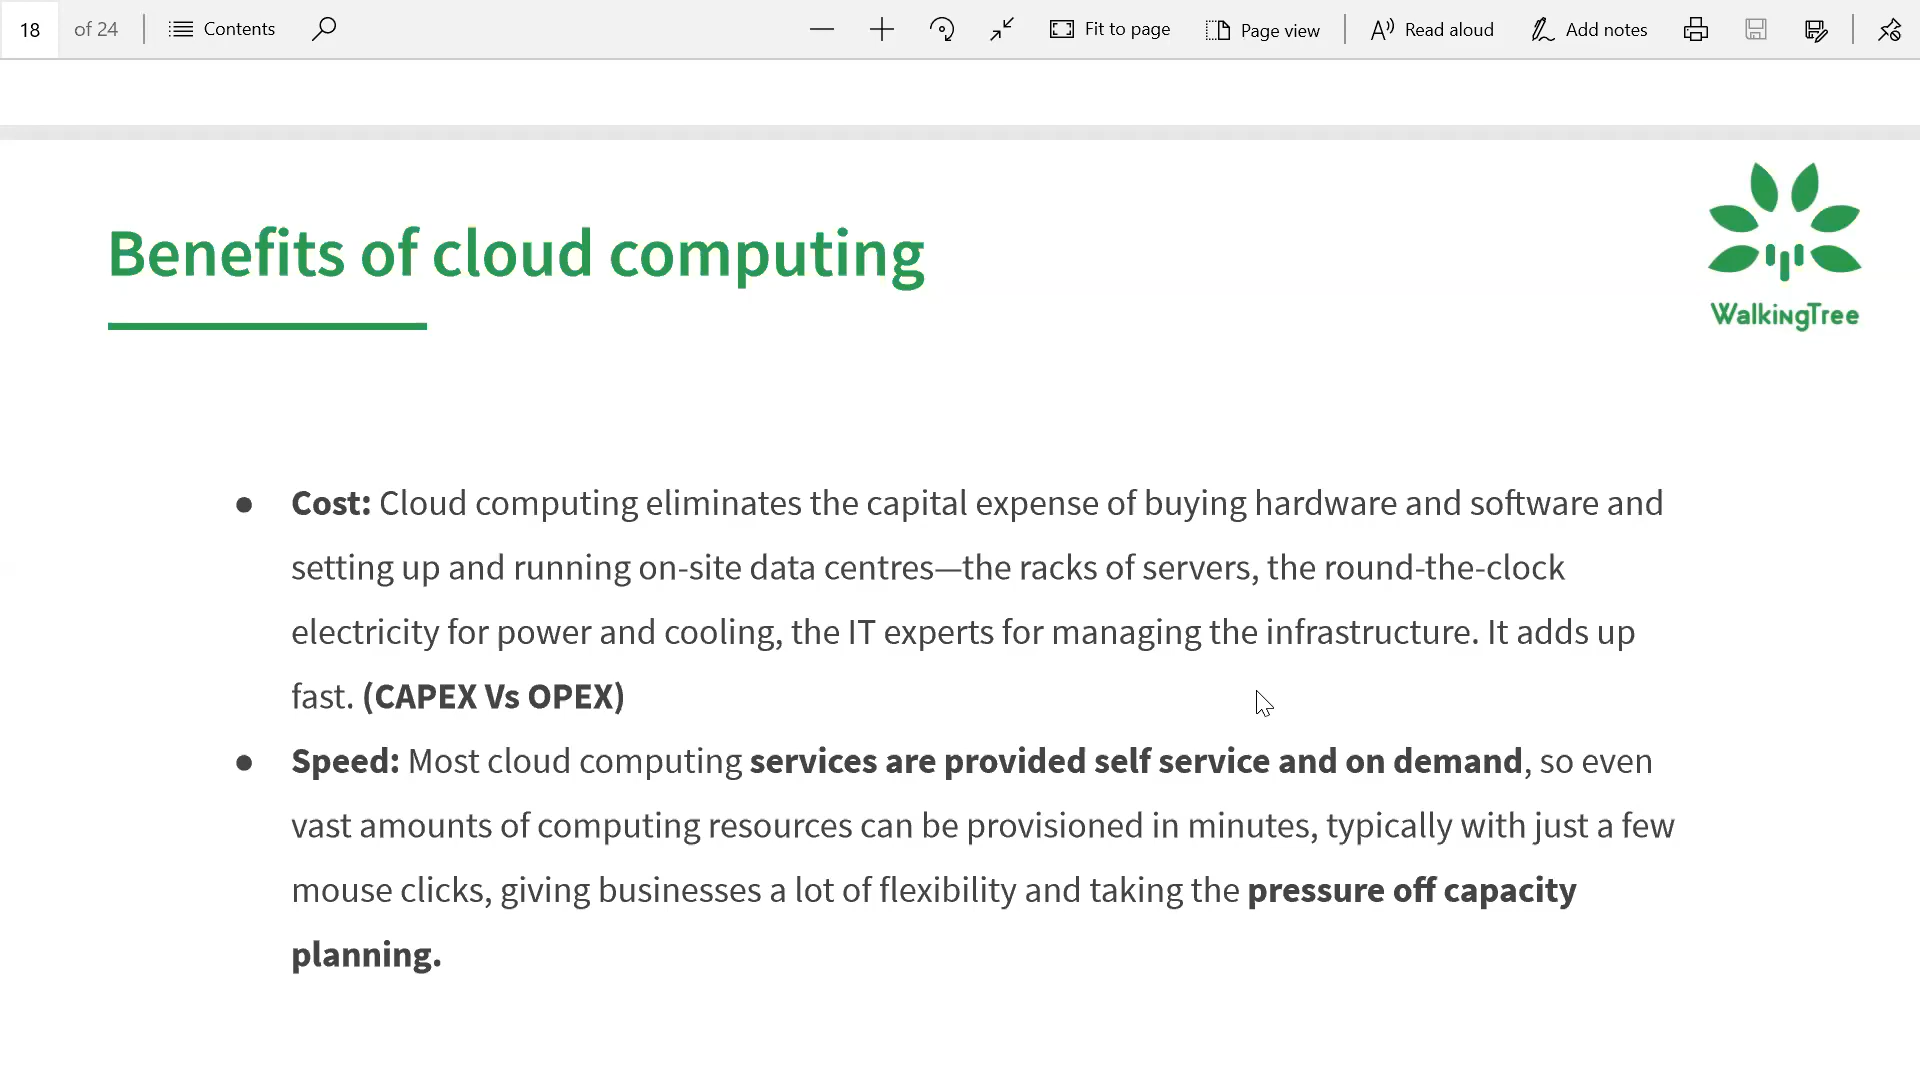 18 of 24 Contents Fit to page Page view Read aloud Add notes
Benefits of cloud computing
WalkingTree
● Cost: Cloud computing eliminates the capital expense of buying hardware and software and
setting up and running on-site data centres—the racks of servers, the round-the-clock
electricity for power and cooling, the IT experts for managing the infrastructure. It adds up
fast. (CAPEX Vs OPEX)
● Speed: Most cloud computing services are provided self service and on demand, so even
vast amounts of computing resources can be provisioned in minutes, typically with just a few
mouse clicks, giving businesses a lot of flexibility and taking the pressure off capacity
planning.